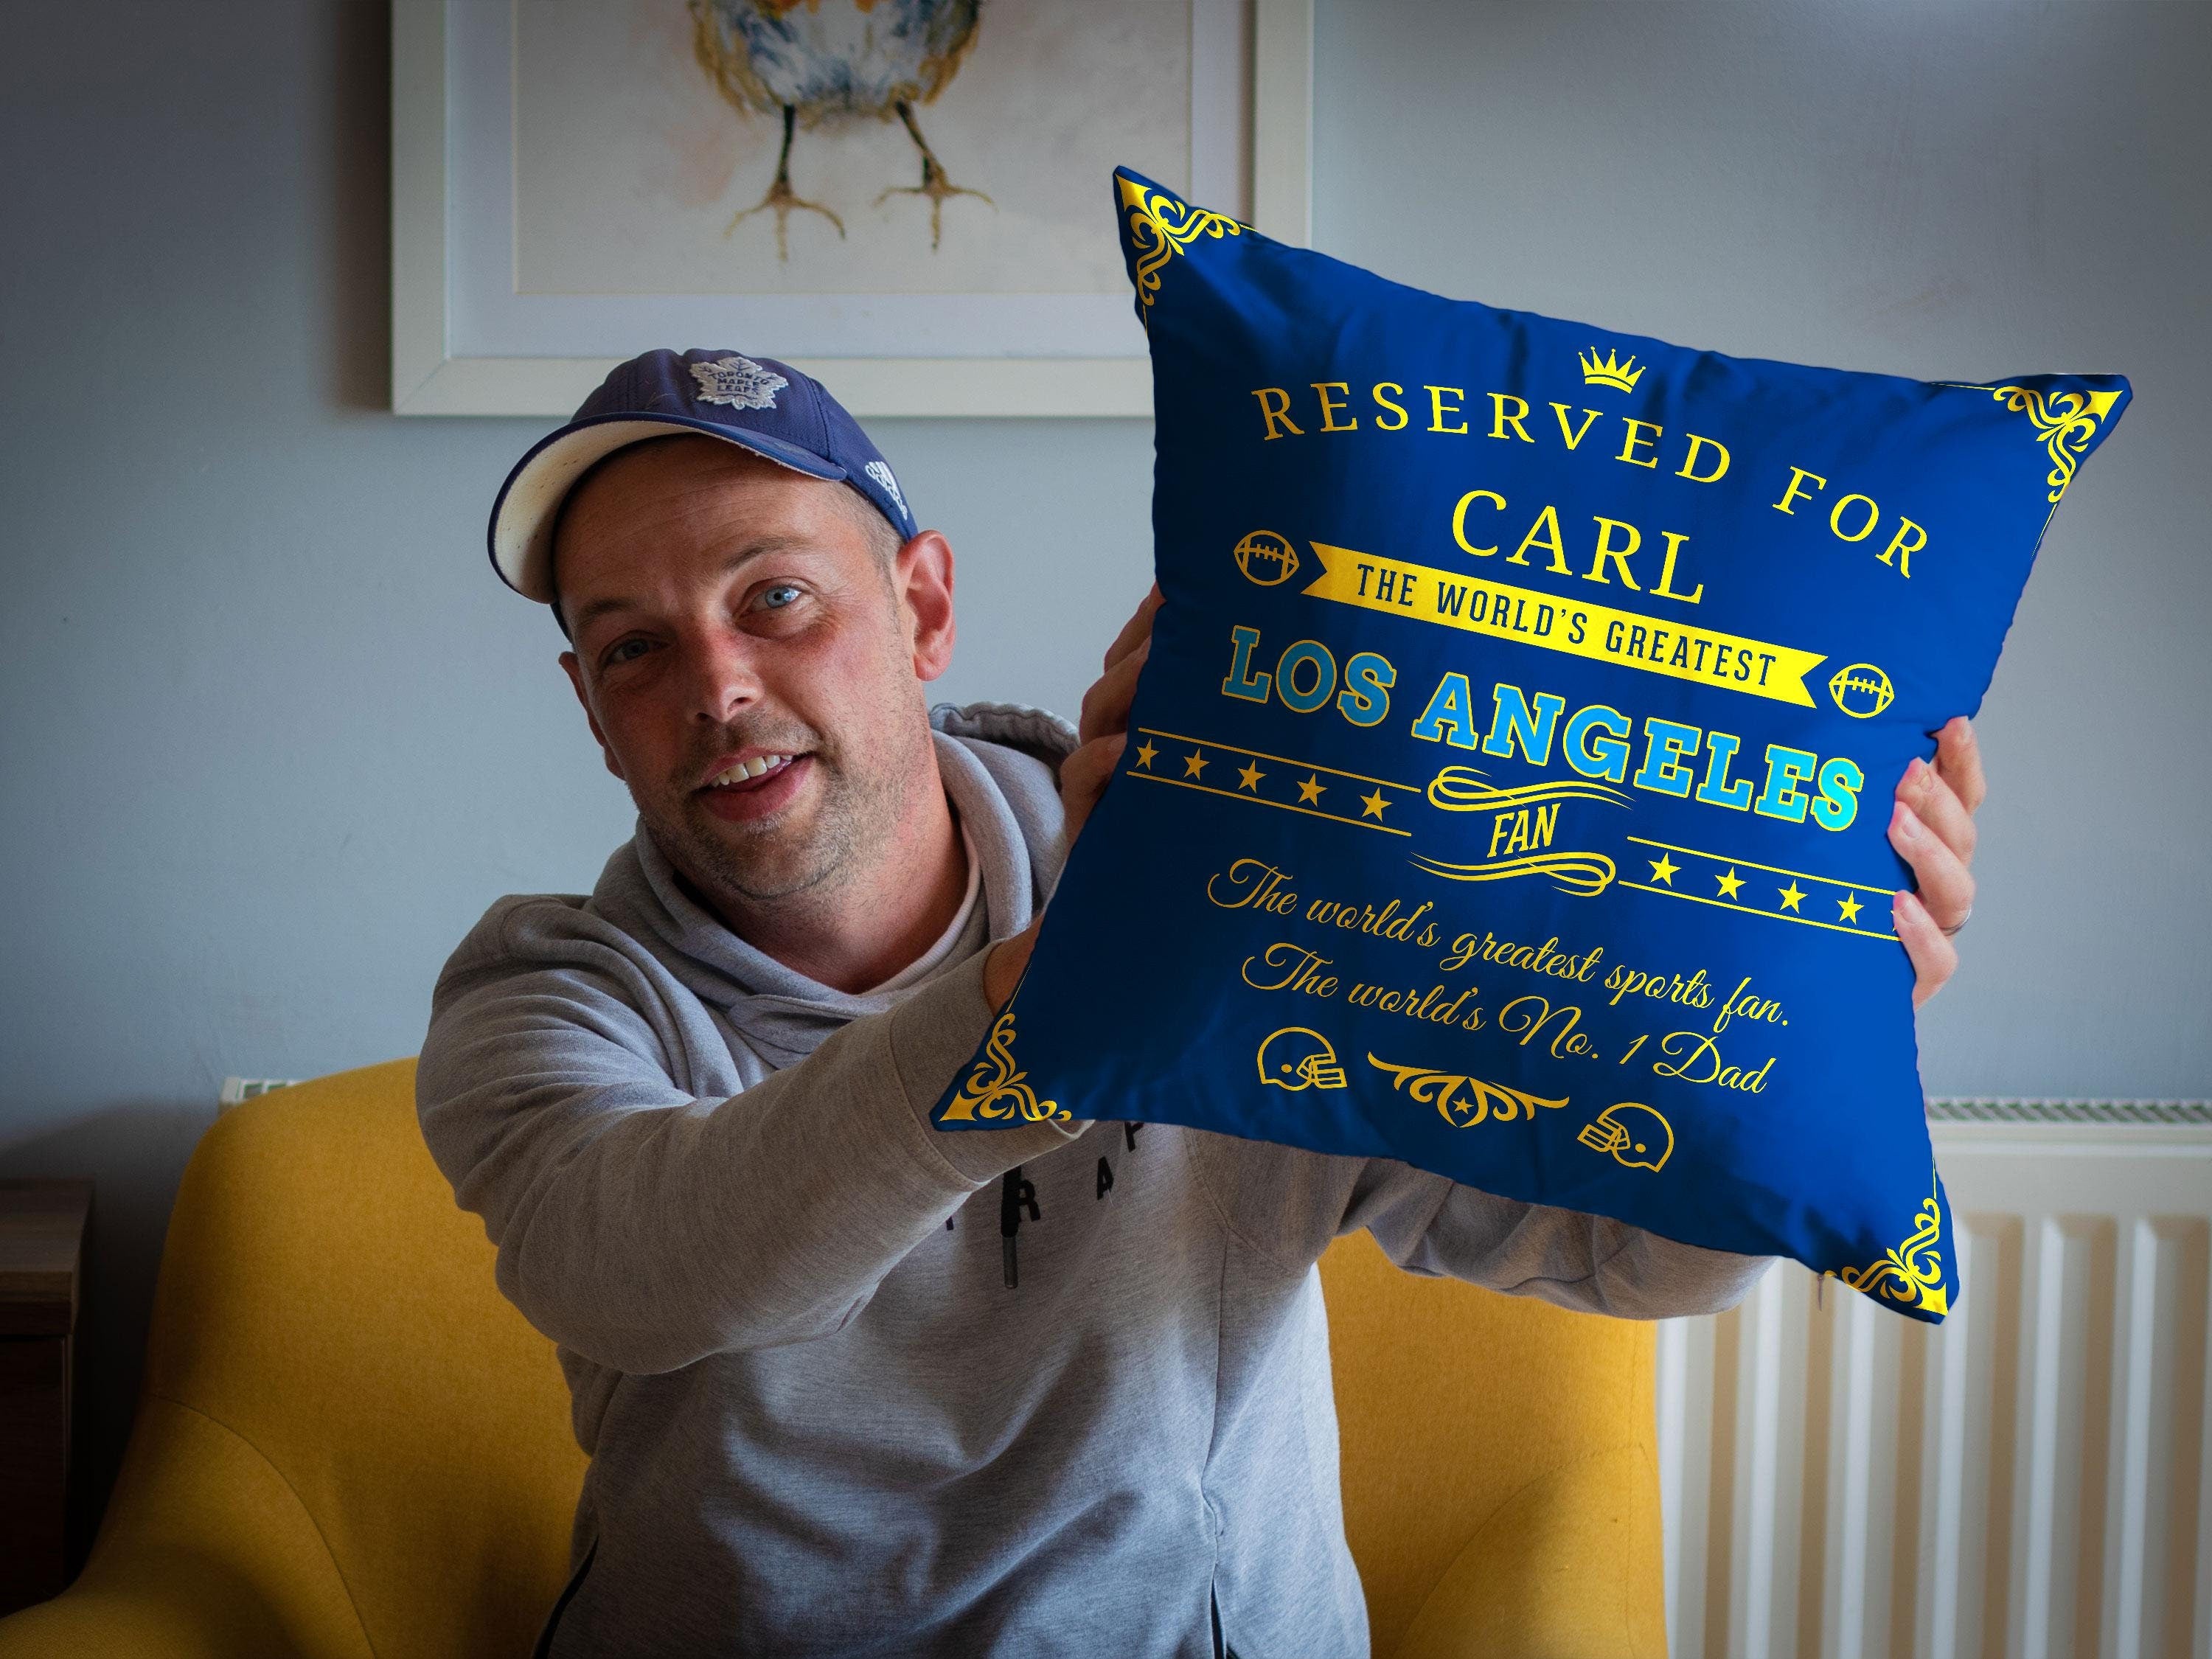 TORONTO
MAPLE
LEAFS
RESERVED FOR
CARL
THE WORLD'S GREATEST
LOS ANGELES
FAN
The world's greatest sports fan.
The world's No. 1 Dad